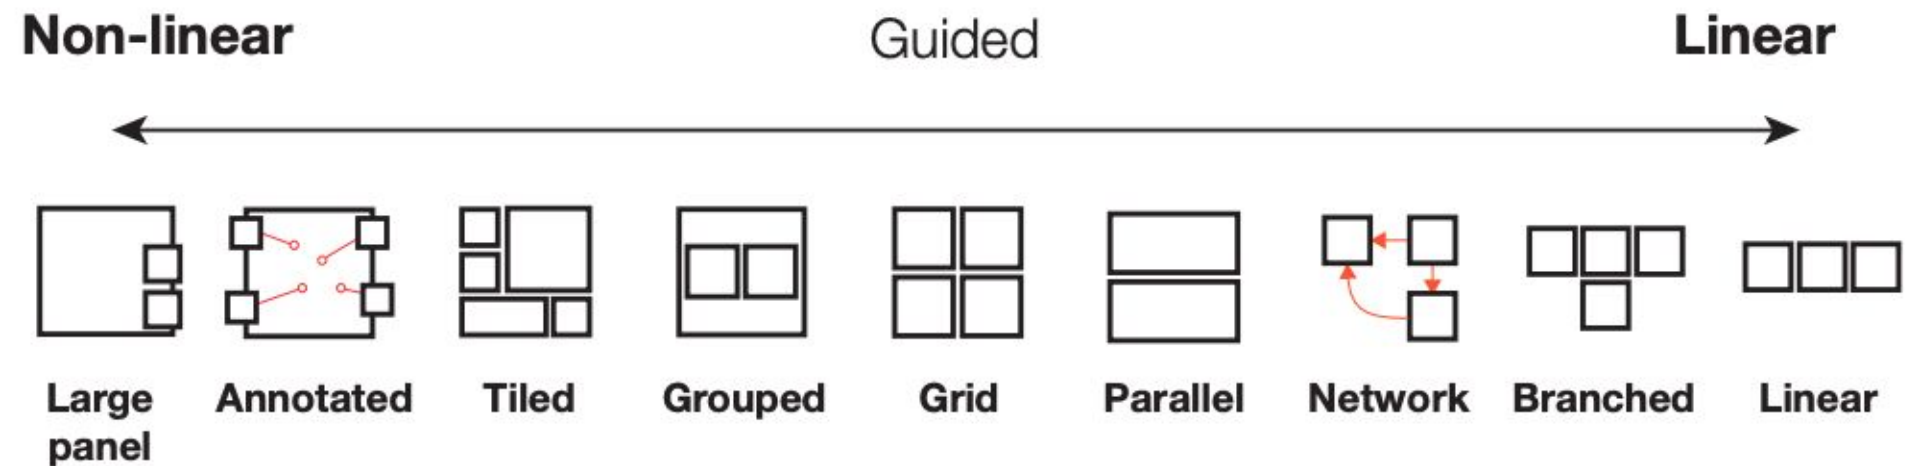 Non-linear
Guided
Linear
Large
panel
Annotated
Tiled
Grouped
Grid
Parallel
Network
Branched
Linear